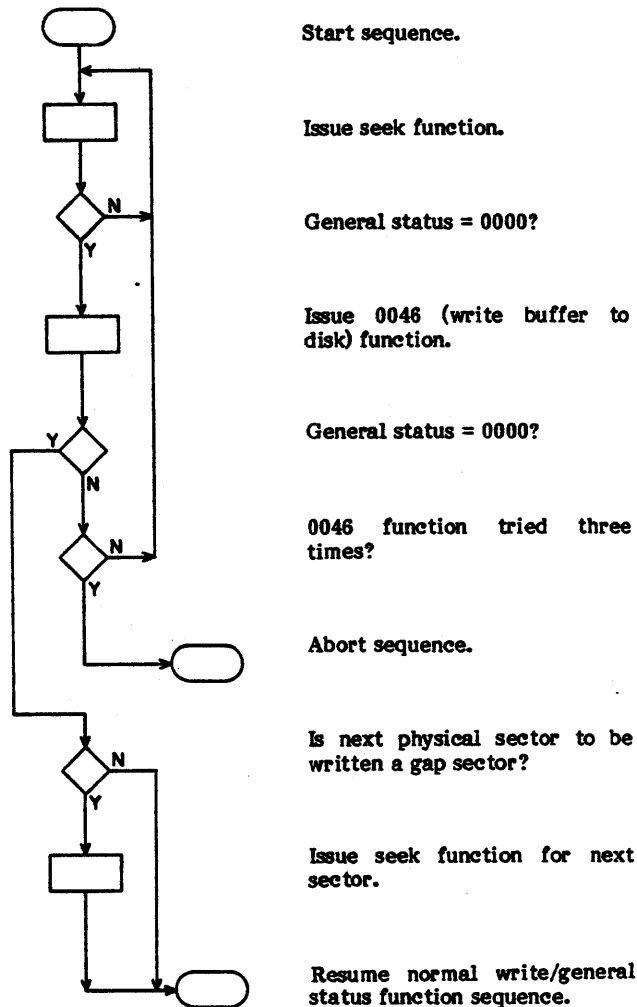 Start sequence.
Issue seek function.
N
General status = 0000?
Y
Issue 0046 (write buffer to
disk) function.
Y
General status = 0000?
N
0046 function tried three
times?
N
Y
Abort sequence.
Is next physical sector to be
written a gap sector?
N
Y
Issue seek function for next
sector.
Resume normal write/general
status function sequence.